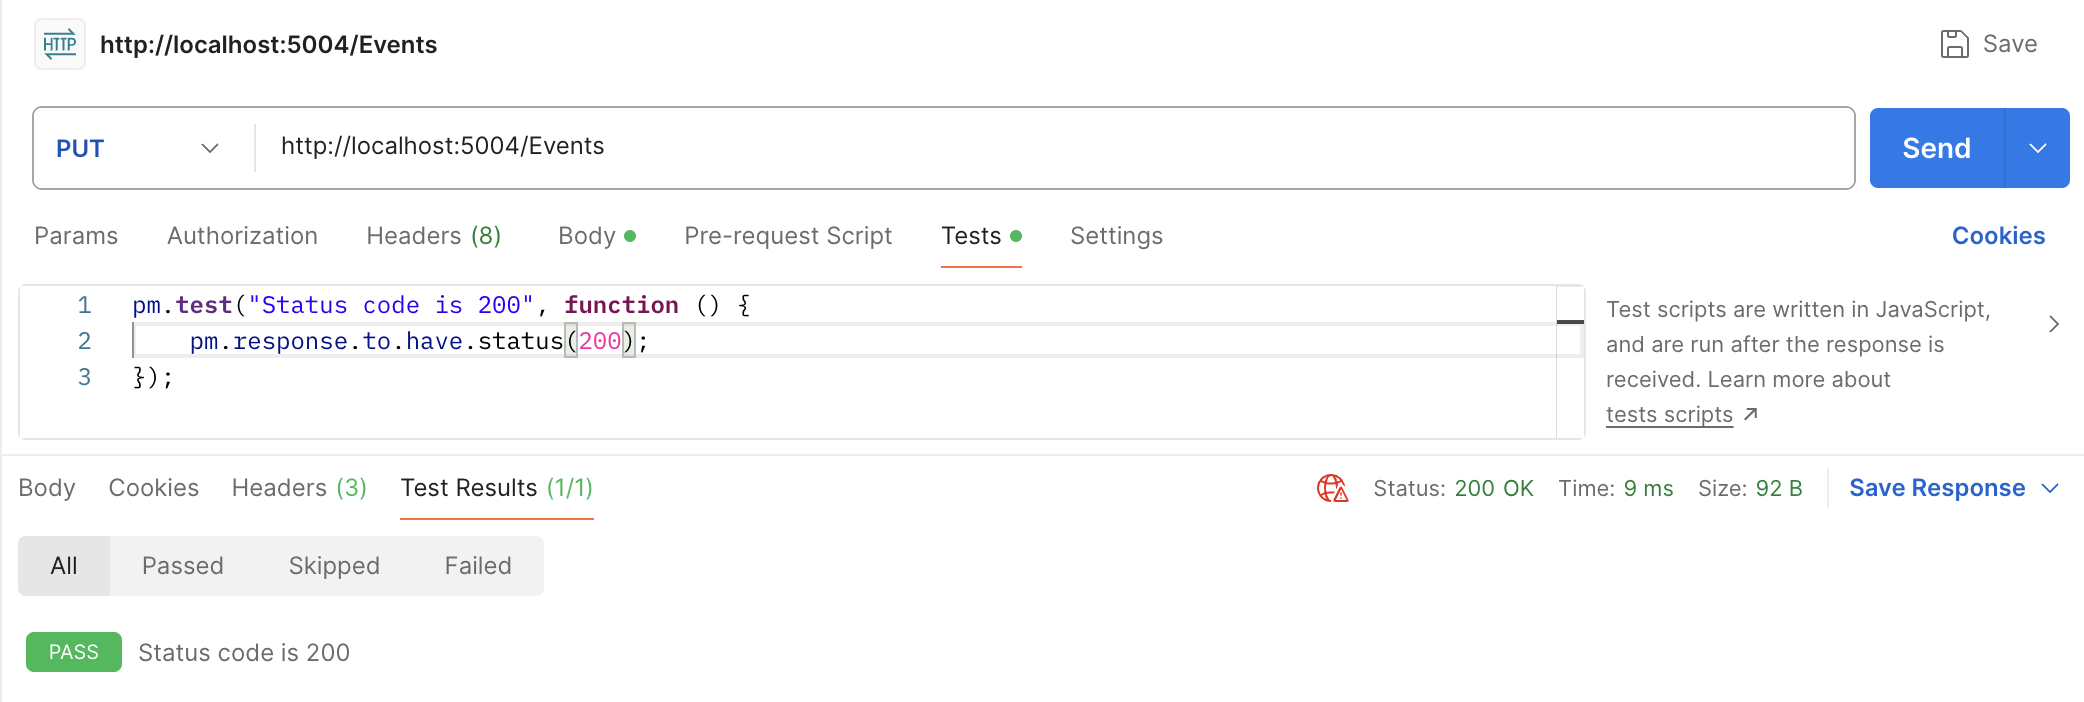 HTTP http://localhost:5004/Events Save
PUT http://localhost:5004/Events Send
Params Authorization Headers (8) Body Pre-request Script Tests Settings Cookies
1 pm.test("Status code is 200", function () {
2 pm.response.to.have.status(200);
3 });
Test scripts are written in JavaScript,
and are run after the response is
received. Learn more about
tests scripts ↗
Body Cookies Headers (3) Test Results (1/1) Status: 200 OK Time: 9 ms Size: 92 B Save Response
All Passed Skipped Failed
PASS Status code is 200